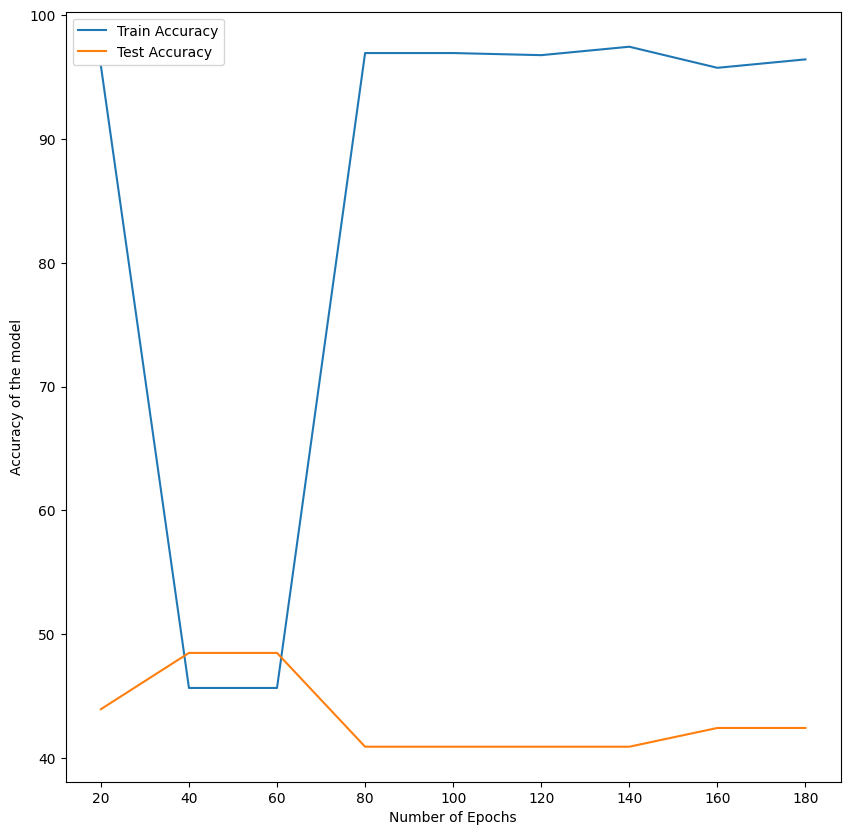 Train Accuracy
Test Accuracy
100
90
80
70
60
50
40
Accuracy of the model
20 40 60 80 100 120 140 160 180
Number of Epochs